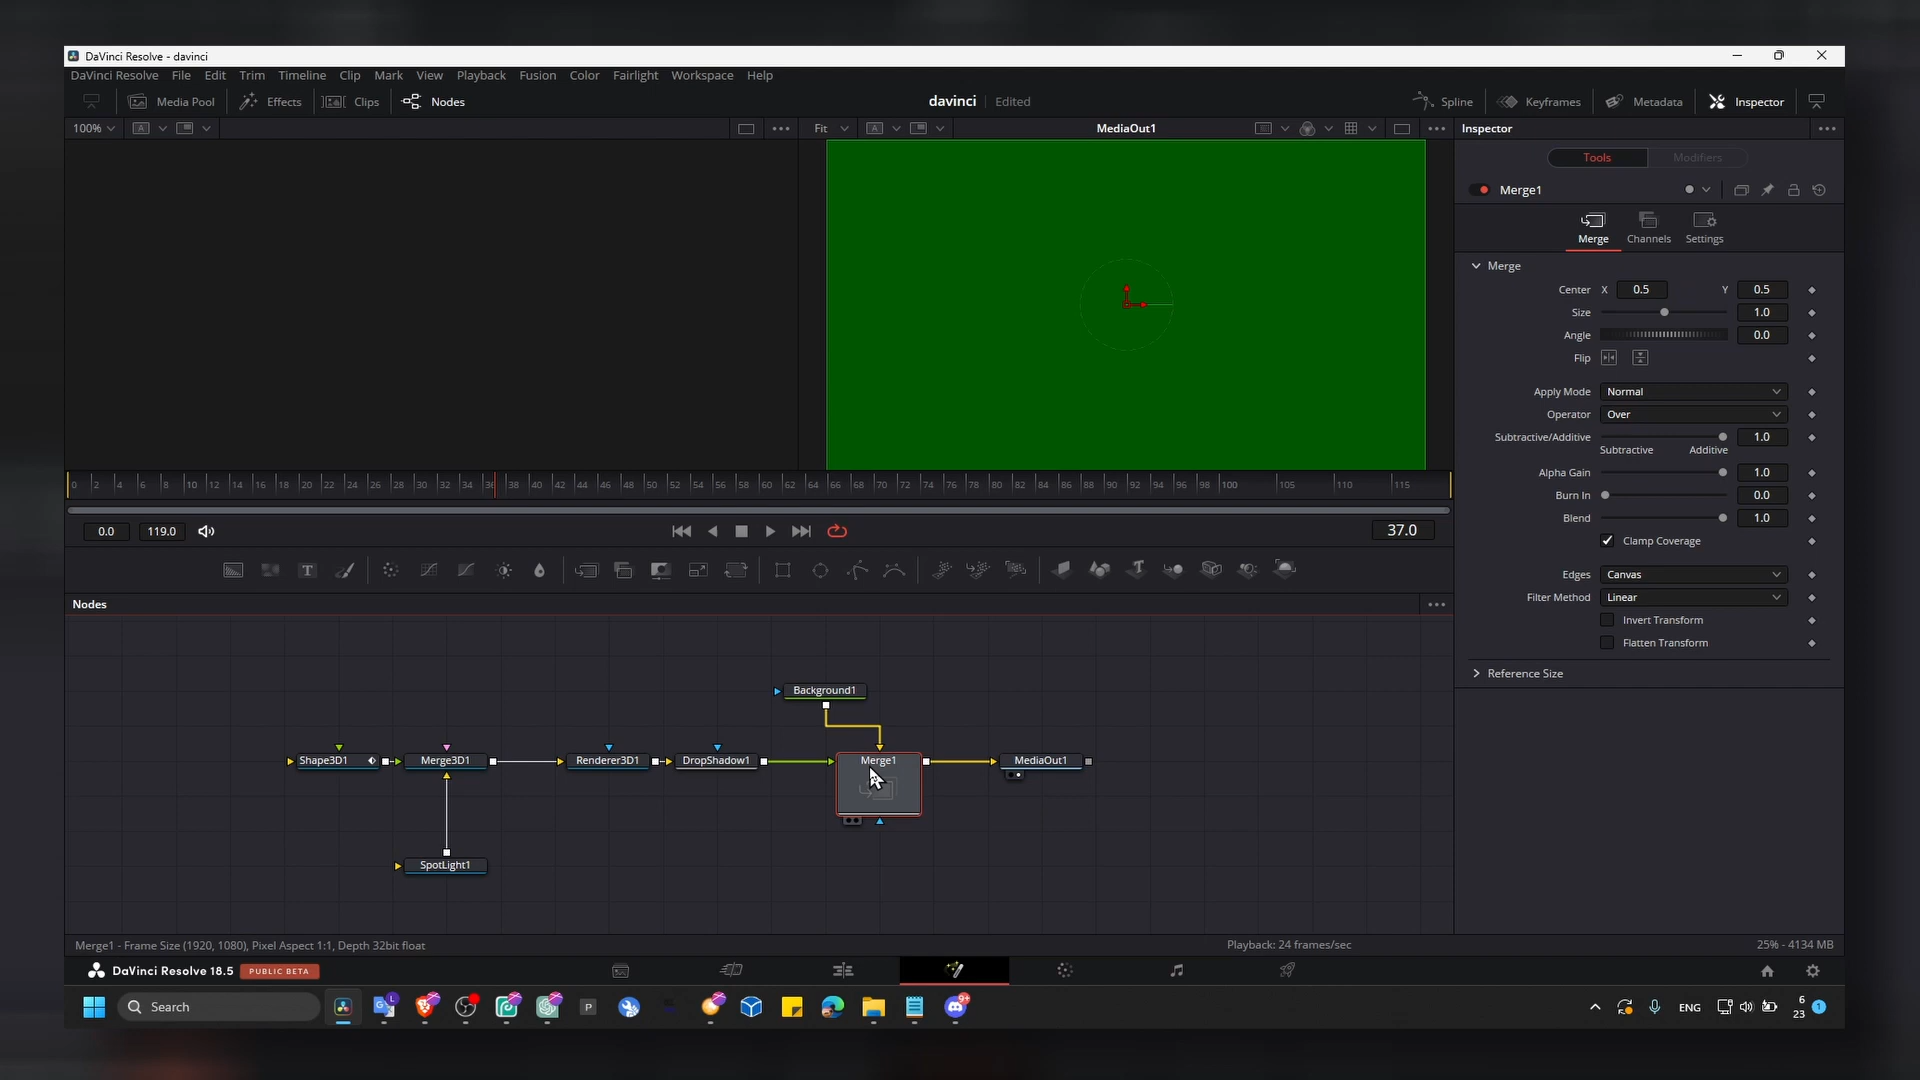 DaVinci Resolve - davinci
DaVinci Resolve File Edit Trim Timeline Clip Mark View Playback Fusion Color Fairlight Workspace Help
Media Pool Effects Clips Nodes davinci Edited Spline Keyframes Metadata Inspector
100% A Fit A MediaOut1 Inspector
Tools Modifiers
Merge1
Merge Channels Settings
Merge
Center X 0.5 Y 0.5
Size 1.0
Angle 0.0
Flip
Apply Mode Normal
Operator Over
Subtractive/Additive 1.0
Subtractive Additive
Alpha Gain 1.0
Burn In 0.0
Blend 1.0
Clamp Coverage
Edges Canvas
Filter Method Linear
Invert Transform
Flatten Transform
Reference Size
0 2 4 6 8 10 12 14 16 18 20 22 24 26 28 30 32 34 36 38 40 42 44 46 48 50 52 54 56 58 60 62 64 66 68 70 72 74 76 78 80 82 84 86 88 90 92 94 96 98 100 105 110 115
0.0 119.0 37.0
T T
Nodes
Background1
Shape3D1 Merge3D1 Renderer3D1 DropShadow1 Merge1 MediaOut1
SpotLight1
Merge1 - Frame Size (1920, 1080), Pixel Aspect 1:1, Depth 32bit float Playback: 24 frames/sec 25% - 4134 MB
DaVinci Resolve 18.5 PUBLIC BETA
Search P 9+ ENG 6 1
23